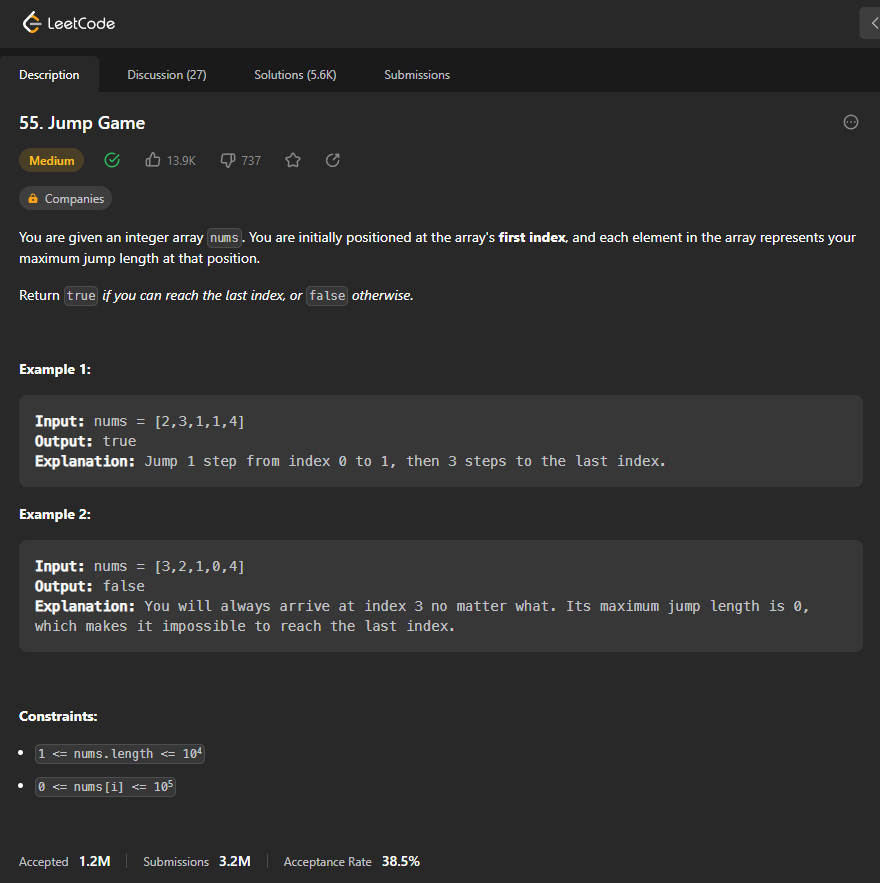 LeetCode
Description Discussion (27) Solutions (5.6K) Submissions
55. Jump Game
Medium 13.9K 737
Companies
You are given an integer array nums. You are initially positioned at the array's first index, and each element in the array represents your
maximum jump length at that position.
Return true if you can reach the last index, or false otherwise.
Example 1:
Input: nums = [2,3,1,1,4]
Output: true
Explanation: Jump 1 step from index 0 to 1, then 3 steps to the last index.
Example 2:
Input: nums = [3,2,1,0,4]
Output: false
Explanation: You will always arrive at index 3 no matter what. Its maximum jump length is 0,
which makes it impossible to reach the last index.
Constraints:
• 1 <= nums.length <= 10⁴
• 0 <= nums[i] <= 10⁵
Accepted 1.2M Submissions 3.2M Acceptance Rate 38.5%